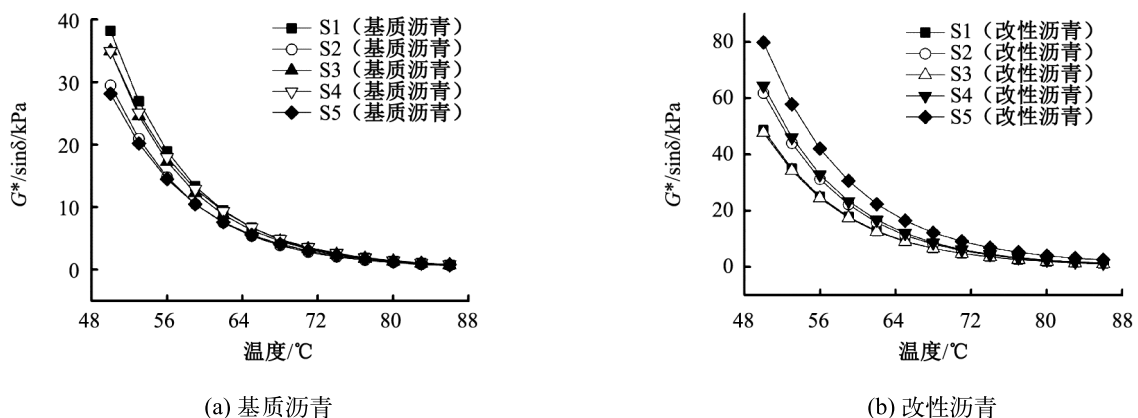 40
30
20
10
0
G*/sinδ/kPa
S1（基质沥青）
S2（基质沥青）
S3（基质沥青）
S4（基质沥青）
S5（基质沥青）
48 56 64 72 80 88
温度/℃
(a) 基质沥青
80
60
40
20
0
G*/sinδ/kPa
S1（改性沥青）
S2（改性沥青）
S3（改性沥青）
S4（改性沥青）
S5（改性沥青）
48 56 64 72 80 88
温度/℃
(b) 改性沥青